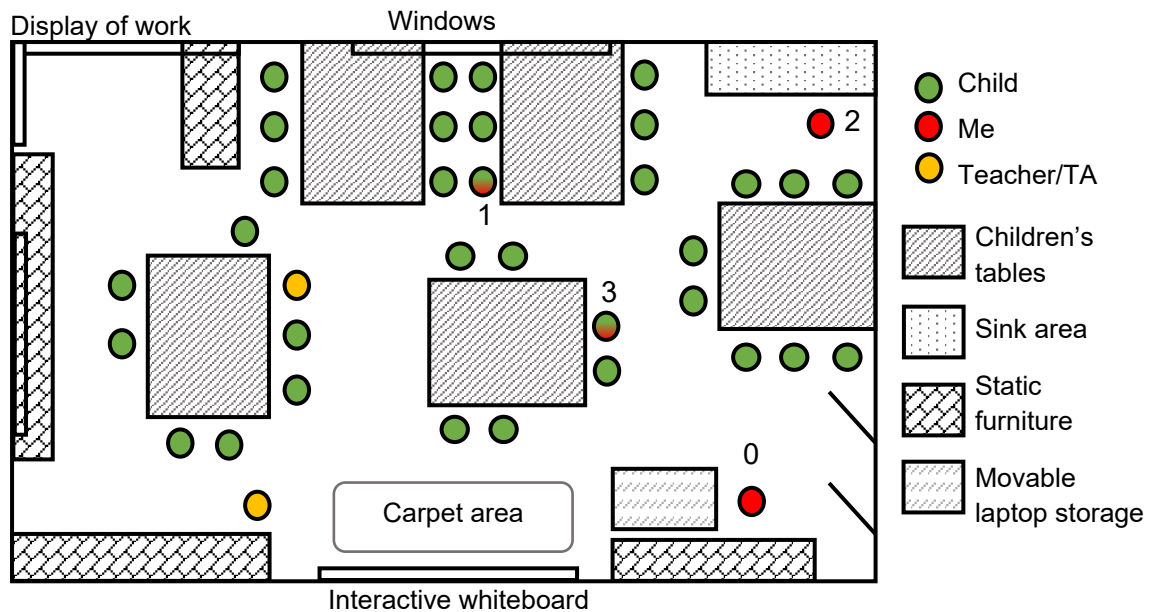 Display of work
Windows
2
1
3
0
Carpet area
Interactive whiteboard
Child
Me
Teacher/TA
Children’s
tables
Sink area
Static
furniture
Movable
laptop storage